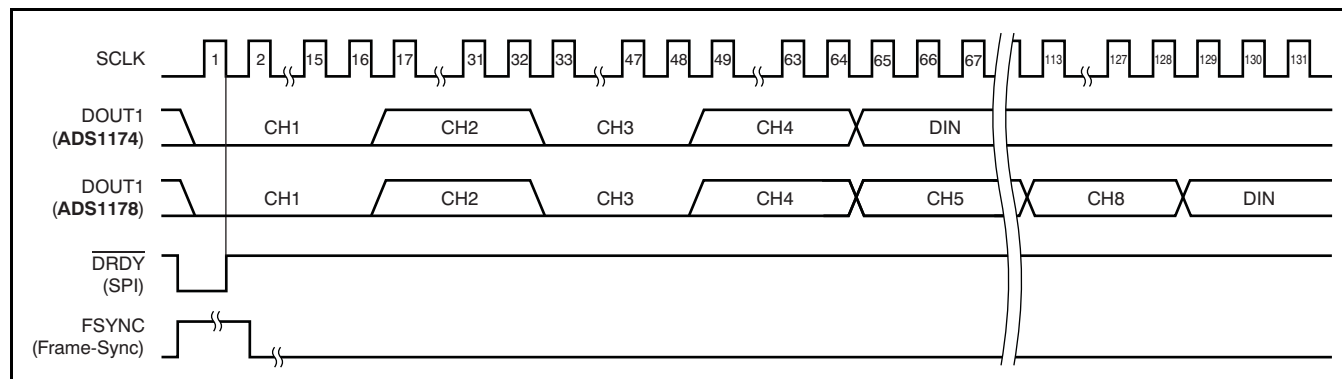 SCLK 1 2 15 16 17 31 32 33 47 48 49 63 64 65 66 67 113 127 128 129 130 131
DOUT1
(ADS1174)
CH1 CH2 CH3 CH4 DIN
DOUT1
(ADS1178)
CH1 CH2 CH3 CH4 CH5 CH8 DIN
DRDY
(SPI)
FSYNC
(Frame-Sync)